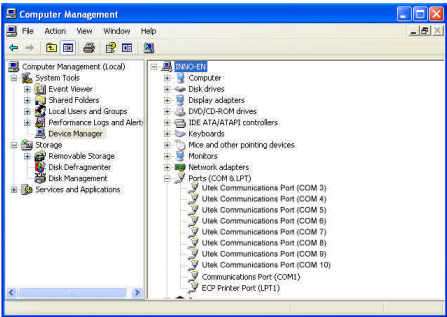 Computer Management
File Action View Window Help
Computer Management (Local)
System Tools
Event Viewer
Shared Folders
Local Users and Groups
Performance Logs and Alerts
Device Manager
Storage
Removable Storage
Disk Defragmenter
Disk Management
Services and Applications
INNO-EN
Computer
Disk drives
Display adapters
DVD/CD-ROM drives
IDE ATA/ATAPI controllers
Keyboards
Mice and other pointing devices
Monitors
Network adapters
Ports (COM & LPT)
Utek Communications Port (COM 3)
Utek Communications Port (COM 4)
Utek Communications Port (COM 5)
Utek Communications Port (COM 6)
Utek Communications Port (COM 7)
Utek Communications Port (COM 8)
Utek Communications Port (COM 9)
Utek Communications Port (COM 10)
Communications Port (COM1)
ECP Printer Port (LPT1)